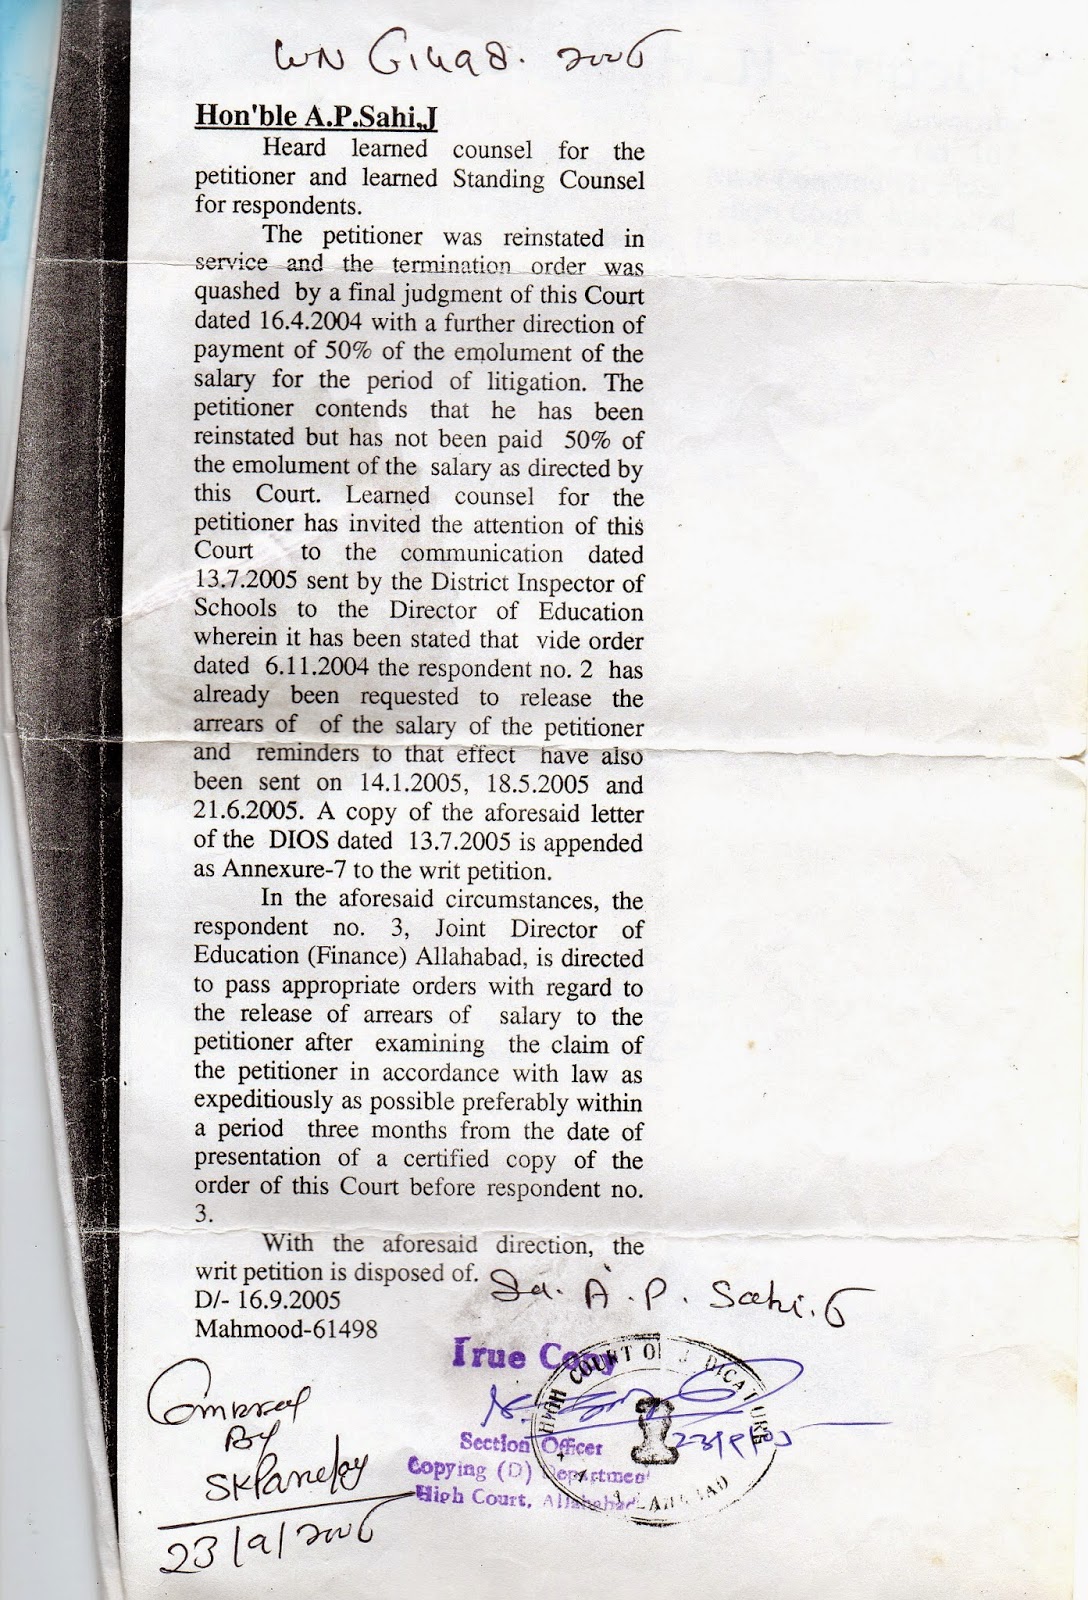 WN 61498. 2005
Hon'ble A.P.Sahi,J
Heard learned counsel for the
petitioner and learned Standing Counsel
for respondents.
The petitioner was reinstated in
service and the termination order was
quashed by a final judgment of this Court
dated 16.4.2004 with a further direction of
payment of 50% of the emolument of the
salary for the period of litigation. The
petitioner contends that he has been
reinstated but has not been paid 50% of
the emolument of the salary as directed by
this Court. Learned counsel for the
petitioner has invited the attention of this
Court to the communication dated
13.7.2005 sent by the District Inspector of
Schools to the Director of Education
wherein it has been stated that vide order
dated 6.11.2004 the respondent no. 2 has
already been requested to release the
arrears of of the salary of the petitioner
and reminders to that effect have also
been sent on 14.1.2005, 18.5.2005 and
21.6.2005. A copy of the aforesaid letter
of the DIOS dated 13.7.2005 is appended
as Annexure-7 to the writ petition.
In the aforesaid circumstances, the
respondent no. 3, Joint Director of
Education (Finance) Allahabad, is directed
to pass appropriate orders with regard to
the release of arrears of salary to the
petitioner after examining the claim of
the petitioner in accordance with law as
expeditiously as possible preferably within
a period three months from the date of
presentation of a certified copy of the
order of this Court before respondent no.
3.
With the aforesaid direction, the
writ petition is disposed of.
D/- 16.9.2005
Mahmood-61498
Sd. A.P. Sahi. J
True Copy
HIGH COURT OF JUDICATURE
ALLAHABAD
23/9/05
Section Officer
Copying (D) Department
High Court, Allahabad
By
SKPandey
23/9/2005